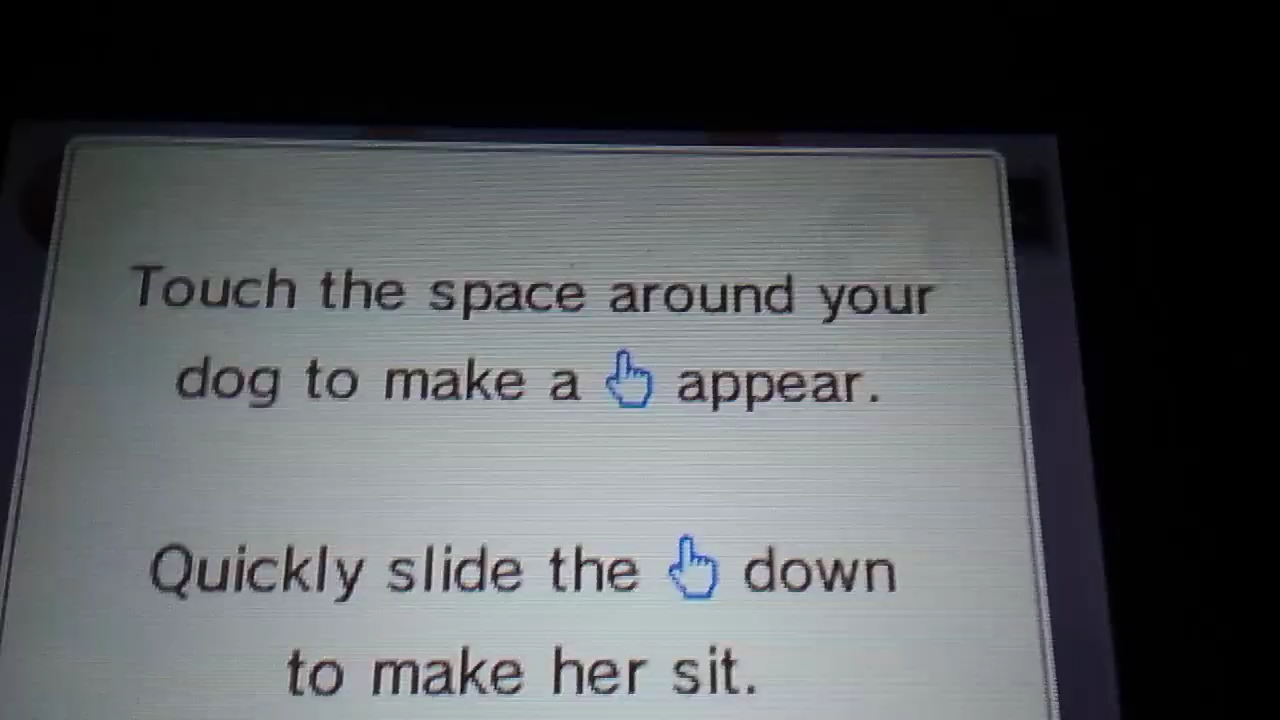 Touch the space around your
dog to make a appear.
Quickly slide the down
to make her sit.